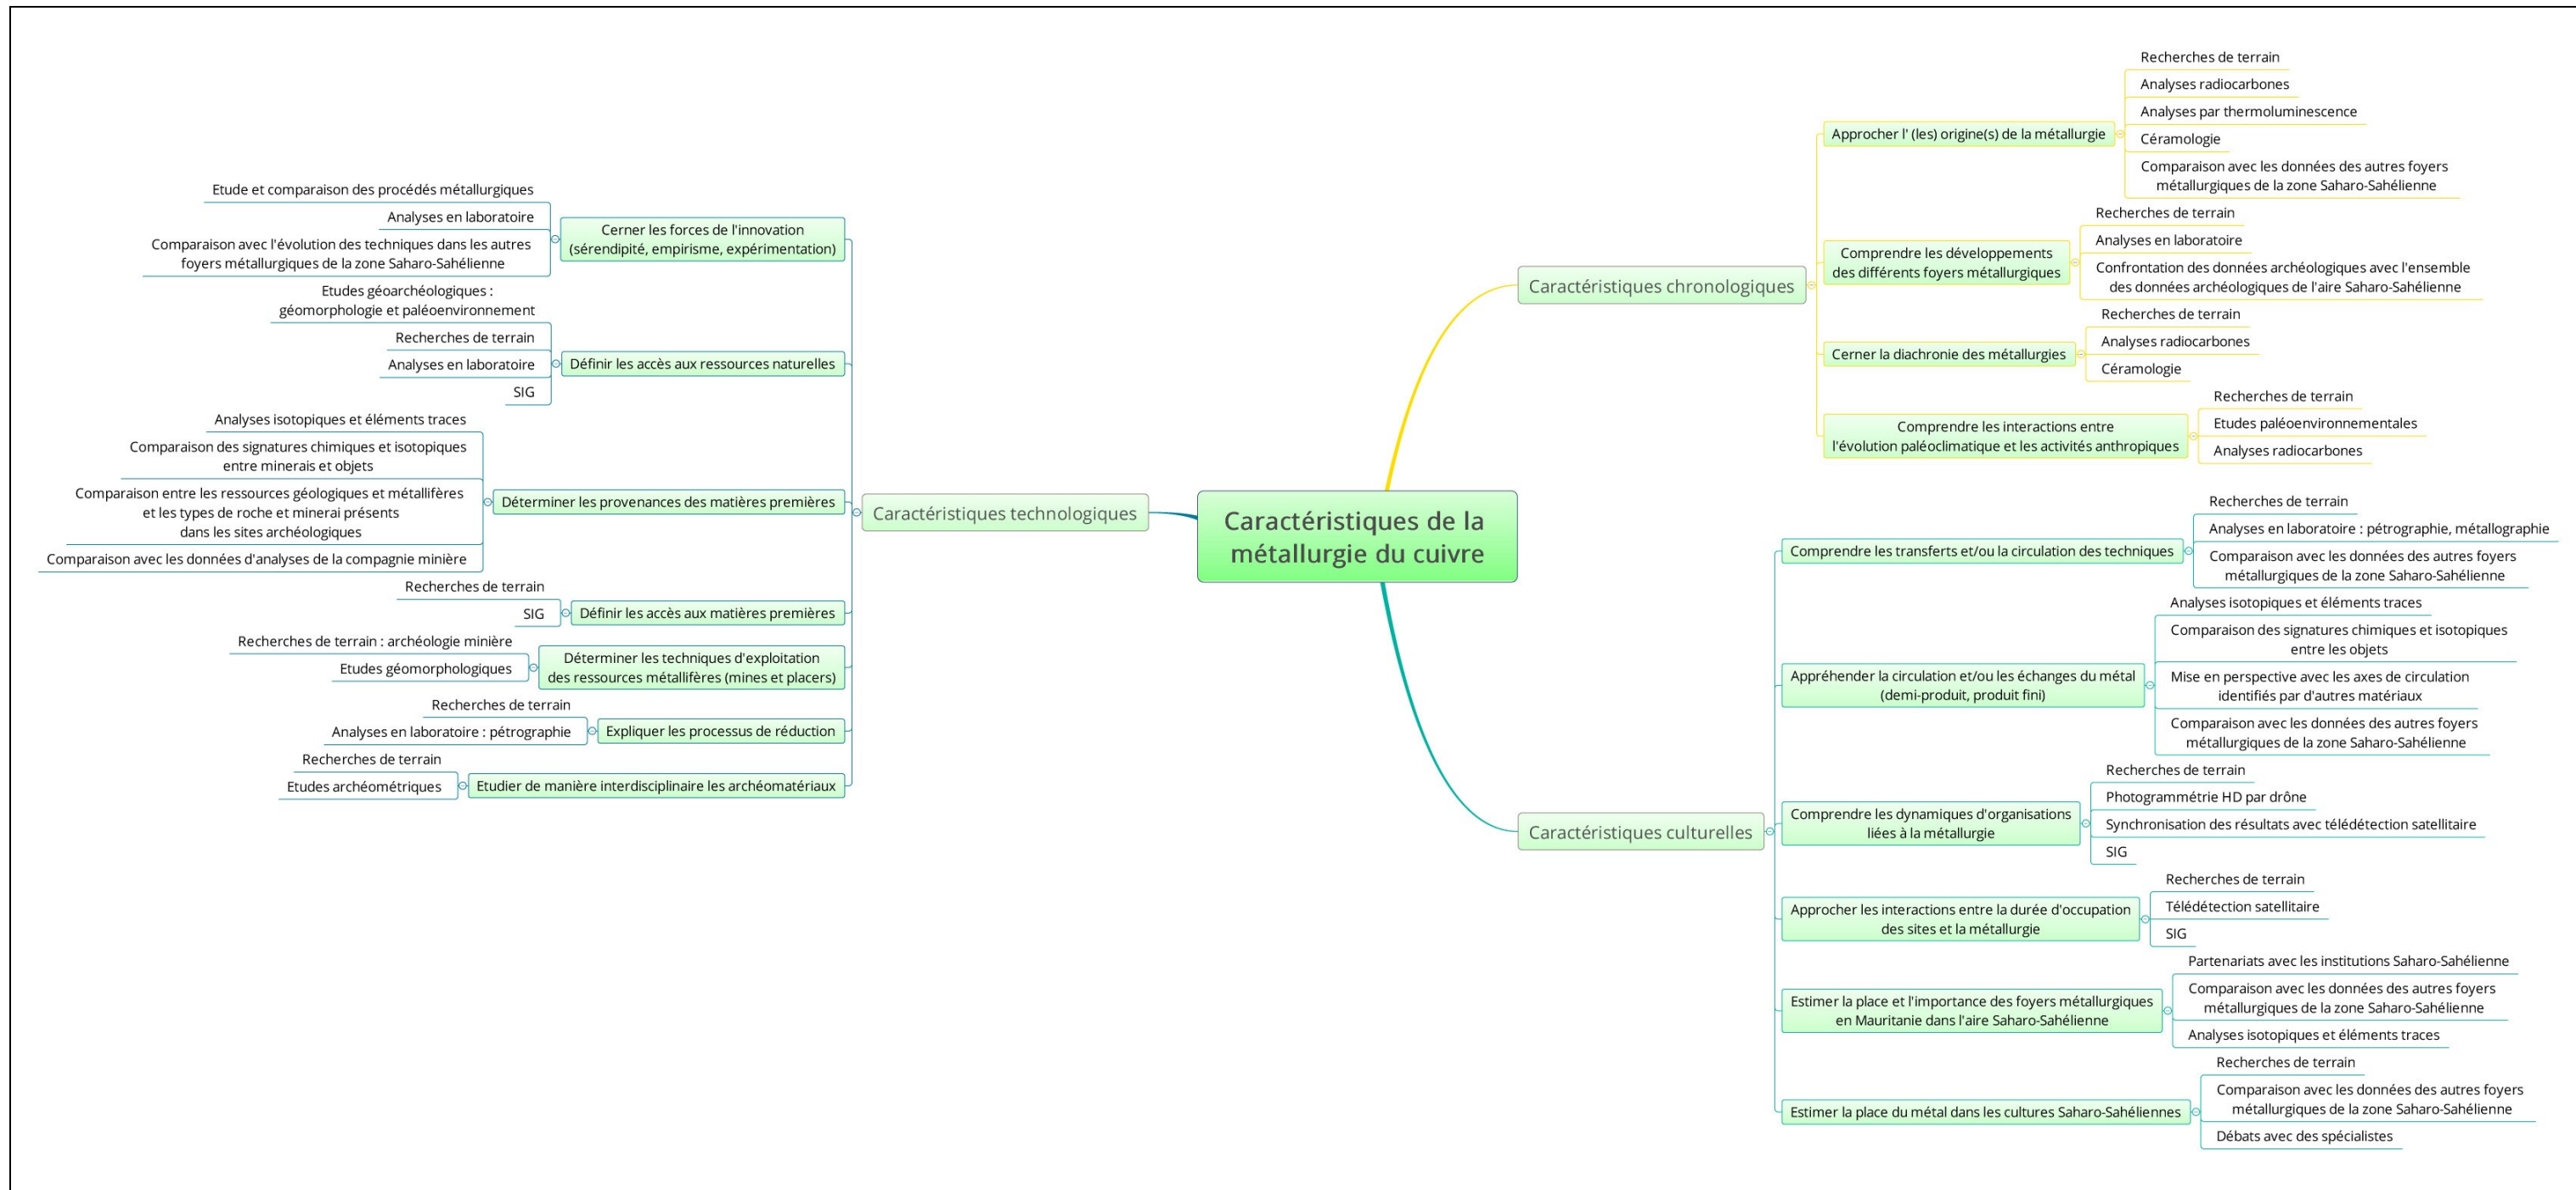 Caractéristiques de la
métallurgie du cuivre
Caractéristiques chronologiques
Approcher l' (les) origine(s) de la métallurgie
Recherches de terrain
Analyses radiocarbones
Analyses par thermoluminescence
Céramologie
Comparaison avec les données des autres foyers
métallurgiques de la zone Saharo-Sahélienne
Comprendre les développements
des différents foyers métallurgiques
Recherches de terrain
Analyses en laboratoire
Confrontation des données archéologiques avec l'ensemble
des données archéologiques de l'aire Saharo-Sahélienne
Cerner la diachronie des métallurgies
Recherches de terrain
Analyses radiocarbones
Céramologie
Comprendre les interactions entre
l'évolution paléoclimatique et les activités anthropiques
Recherches de terrain
Etudes paléoenvironnementales
Analyses radiocarbones
Caractéristiques culturelles
Comprendre les transferts et/ou la circulation des techniques
Recherches de terrain
Analyses en laboratoire : pétrographie, métallographie
Comparaison avec les données des autres foyers
métallurgiques de la zone Saharo-Sahélienne
Appréhender la circulation et/ou les échanges du métal
(demi-produit, produit fini)
Analyses isotopiques et éléments traces
Comparaison des signatures chimiques et isotopiques
entre les objets
Mise en perspective avec les axes de circulation
identifiés par d'autres matériaux
Comparaison avec les données des autres foyers
métallurgiques de la zone Saharo-Sahélienne
Comprendre les dynamiques d'organisations
liées à la métallurgie
Recherches de terrain
Photogrammétrie HD par drône
Synchronisation des résultats avec télédétection satellitaire
SIG
Approcher les interactions entre la durée d'occupation
des sites et la métallurgie
Recherches de terrain
Télédétection satellitaire
SIG
Estimer la place et l'importance des foyers métallurgiques
en Mauritanie dans l'aire Saharo-Sahélienne
Partenariats avec les institutions Saharo-Sahélienne
Comparaison avec les données des autres foyers
métallurgiques de la zone Saharo-Sahélienne
Analyses isotopiques et éléments traces
Estimer la place du métal dans les cultures Saharo-Sahéliennes
Recherches de terrain
Comparaison avec les données des autres foyers
métallurgiques de la zone Saharo-Sahélienne
Débats avec des spécialistes
Caractéristiques technologiques
Cerner les forces de l'innovation
(sérendipité, empirisme, expérimentation)
Etude et comparaison des procédés métallurgiques
Analyses en laboratoire
Comparaison avec l'évolution des techniques dans les autres
foyers métallurgiques de la zone Saharo-Sahélienne
Définir les accès aux ressources naturelles
Etudes géoarchéologiques :
géomorphologie et paléoenvironnement
Recherches de terrain
Analyses en laboratoire
SIG
Déterminer les provenances des matières premières
Analyses isotopiques et éléments traces
Comparaison des signatures chimiques et isotopiques
entre minerais et objets
Comparaison entre les ressources géologiques et métallifères
et les types de roche et minerai présents
dans les sites archéologiques
Comparaison avec les données d'analyses de la compagnie minière
Définir les accès aux matières premières
Recherches de terrain
SIG
Déterminer les techniques d'exploitation
des ressources métallifères (mines et placers)
Recherches de terrain : archéologie minière
Etudes géomorphologiques
Expliquer les processus de réduction
Recherches de terrain
Analyses en laboratoire : pétrographie
Etudier de manière interdisciplinaire les archéomatériaux
Recherches de terrain
Etudes archéométriques